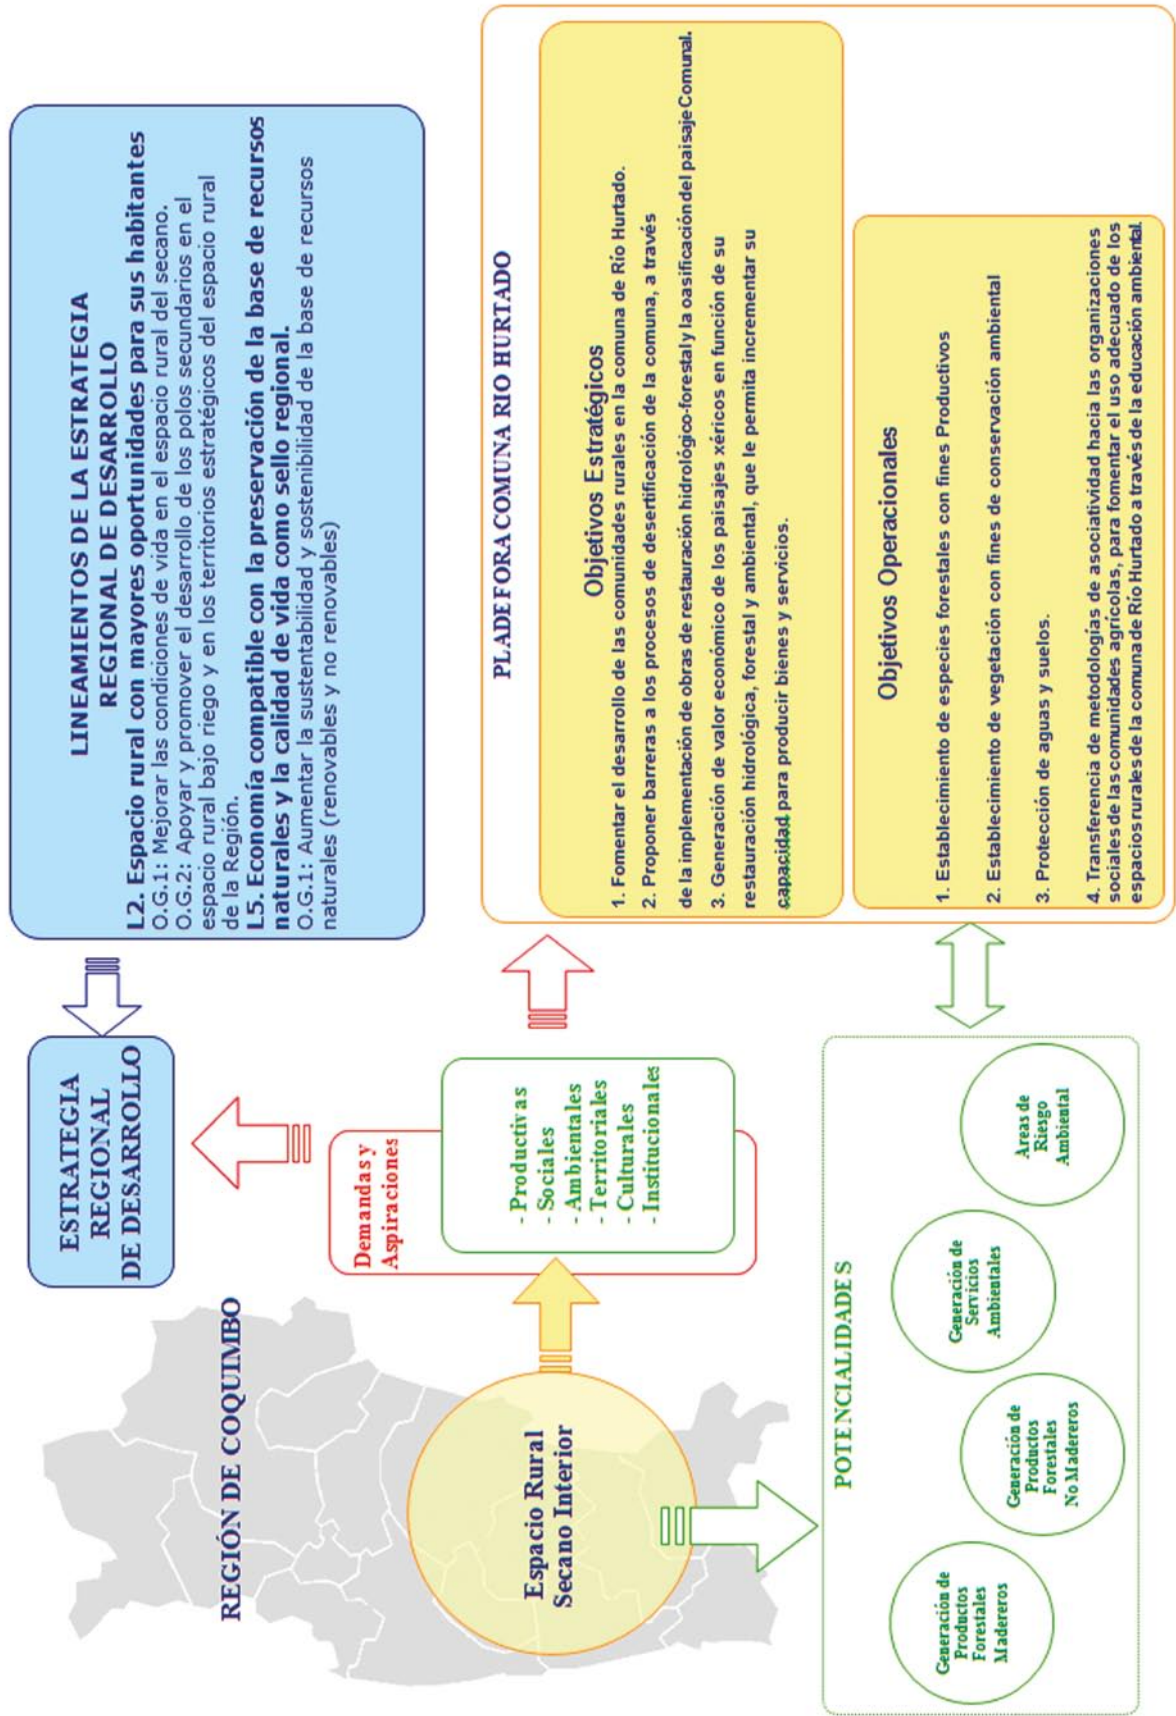 REGIÓN DE COQUIMBO
Espacio Rural
Secano Interior
ESTRATEGIA
REGIONAL
DE DESARROLLO
LINEAMIENTOS DE LA ESTRATEGIA
REGIONAL DE DESARROLLO
L2. Espacio rural con mayores oportunidades para sus habitantes
O.G.1: Mejorar las condiciones de vida en el espacio rural del secano.
O.G.2: Apoyar y promover el desarrollo de los polos secundarios en el
espacio rural bajo riego y en los territorios estratégicos del espacio rural
de la Región.
L5. Economía compatible con la preservación de la base de recursos
naturales y la calidad de vida como sello regional.
O.G.1: Aumentar la sustentabilidad y sostenibilidad de la base de recursos
naturales (renovables y no renovables)
Demandas y
Aspiraciones
- Productivas
- Sociales
- Ambientales
- Territoriales
- Culturales
- Institucionales
PLADEFORA COMUNA RIO HURTADO
Objetivos Estratégicos
1. Fomentar el desarrollo de las comunidades rurales en la comuna de Río Hurtado.
2. Proponer barreras a los procesos de desertificación de la comuna, a través
de la implementación de obras de restauración hidrológico-forestal y la oasificación del paisaje Comunal.
3. Generación de valor económico de los paisajes xéricos en función de su
restauración hidrológica, forestal y ambiental, que le permita incrementar su
capacidad para producir bienes y servicios.
Objetivos Operacionales
1. Establecimiento de especies forestales con fines Productivos
2. Establecimiento de vegetación con fines de conservación ambiental
3. Protección de aguas y suelos.
4. Transferencia de metodologías de asociatividad hacia las organizaciones
sociales de las comunidades agrícolas, para fomentar el uso adecuado de los
espacios rurales de la comuna de Río Hurtado a través de la educación ambiental.
POTENCIALIDADES
Generación de
Productos
Forestales
Madereros
Generación de
Productos
Forestales
No Madereros
Generación de
Servicios
Ambientales
Areas de
Riesgo
Ambiental